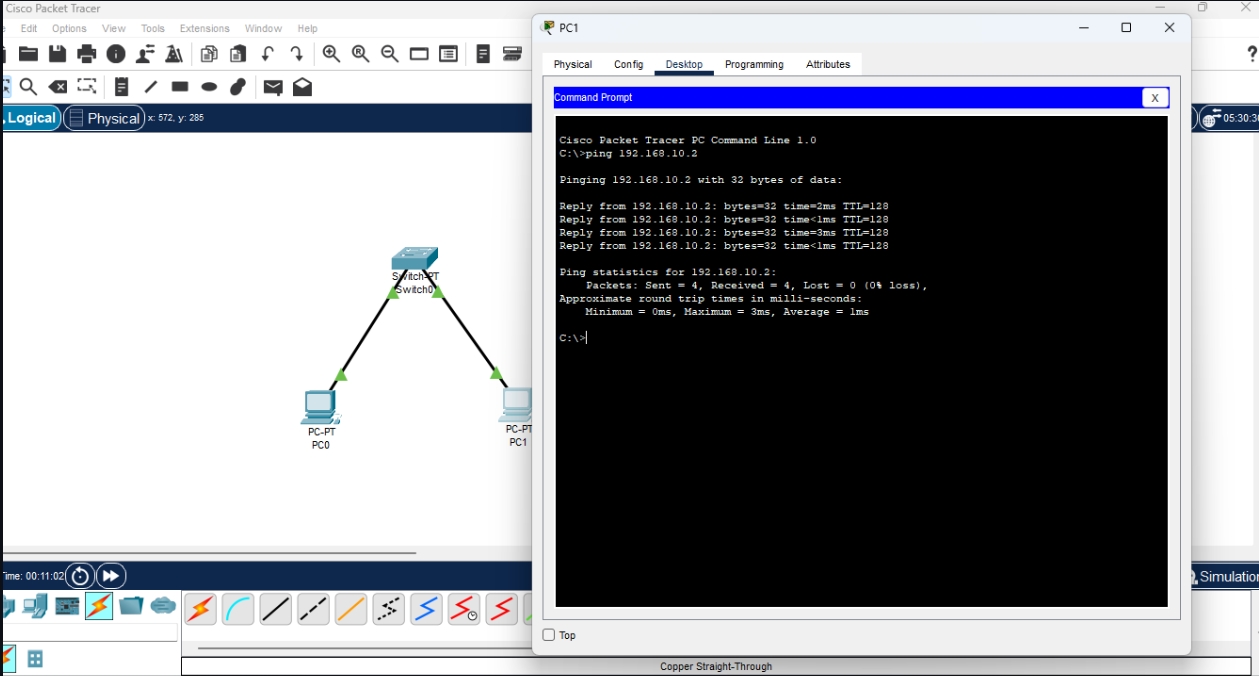 Cisco Packet Tracer
Edit Options View Tools Extensions Window Help
Logical Physical x: 572, y: 285
05:30:3
PC1
Physical Config Desktop Programming Attributes
Command Prompt
X
Cisco Packet Tracer PC Command Line 1.0
C:\>ping 192.168.10.2
Pinging 192.168.10.2 with 32 bytes of data:
Reply from 192.168.10.2: bytes=32 time=2ms TTL=128
Reply from 192.168.10.2: bytes=32 time<1ms TTL=128
Reply from 192.168.10.2: bytes=32 time=3ms TTL=128
Reply from 192.168.10.2: bytes=32 time<1ms TTL=128
Ping statistics for 192.168.10.2:
Packets: Sent = 4, Received = 4, Lost = 0 (0% loss),
Approximate round trip times in milli-seconds:
Minimum = 0ms, Maximum = 3ms, Average = 1ms
C:\>
Top
Switch-PT
Switch0
PC-PT
PC0
PC-PT
PC1
Time: 00:11:02
Simulation
Copper Straight-Through